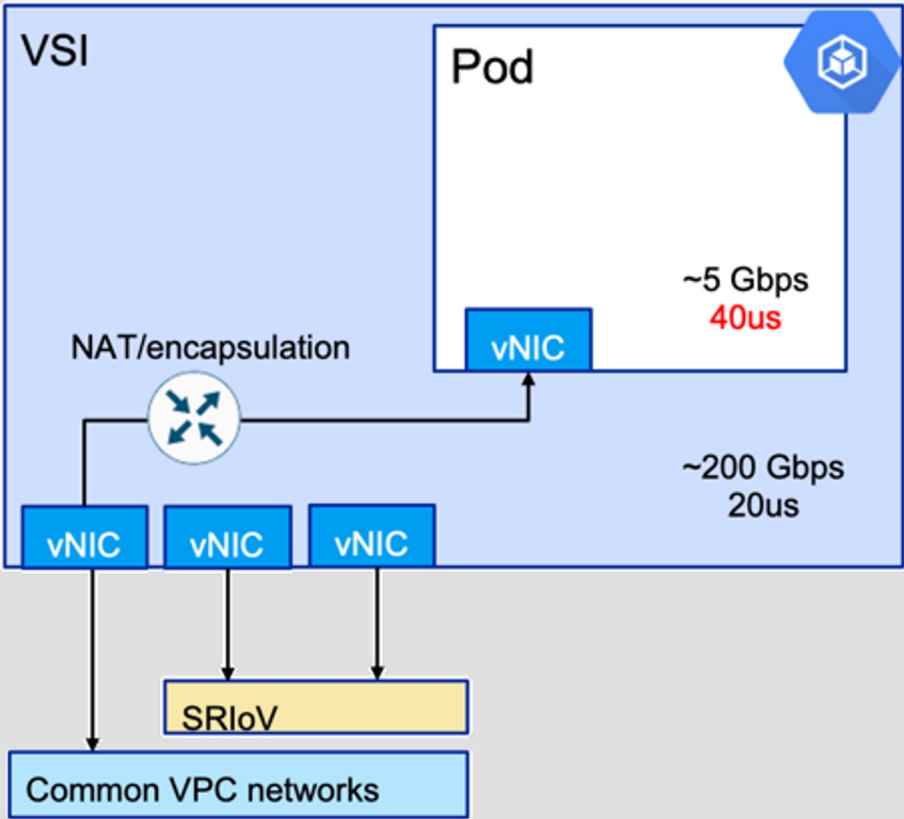 VSI
Pod
~5 Gbps
40us
vNIC
NAT/encapsulation
~200 Gbps
20us
vNIC
vNIC
vNIC
SRIoV
Common VPC networks